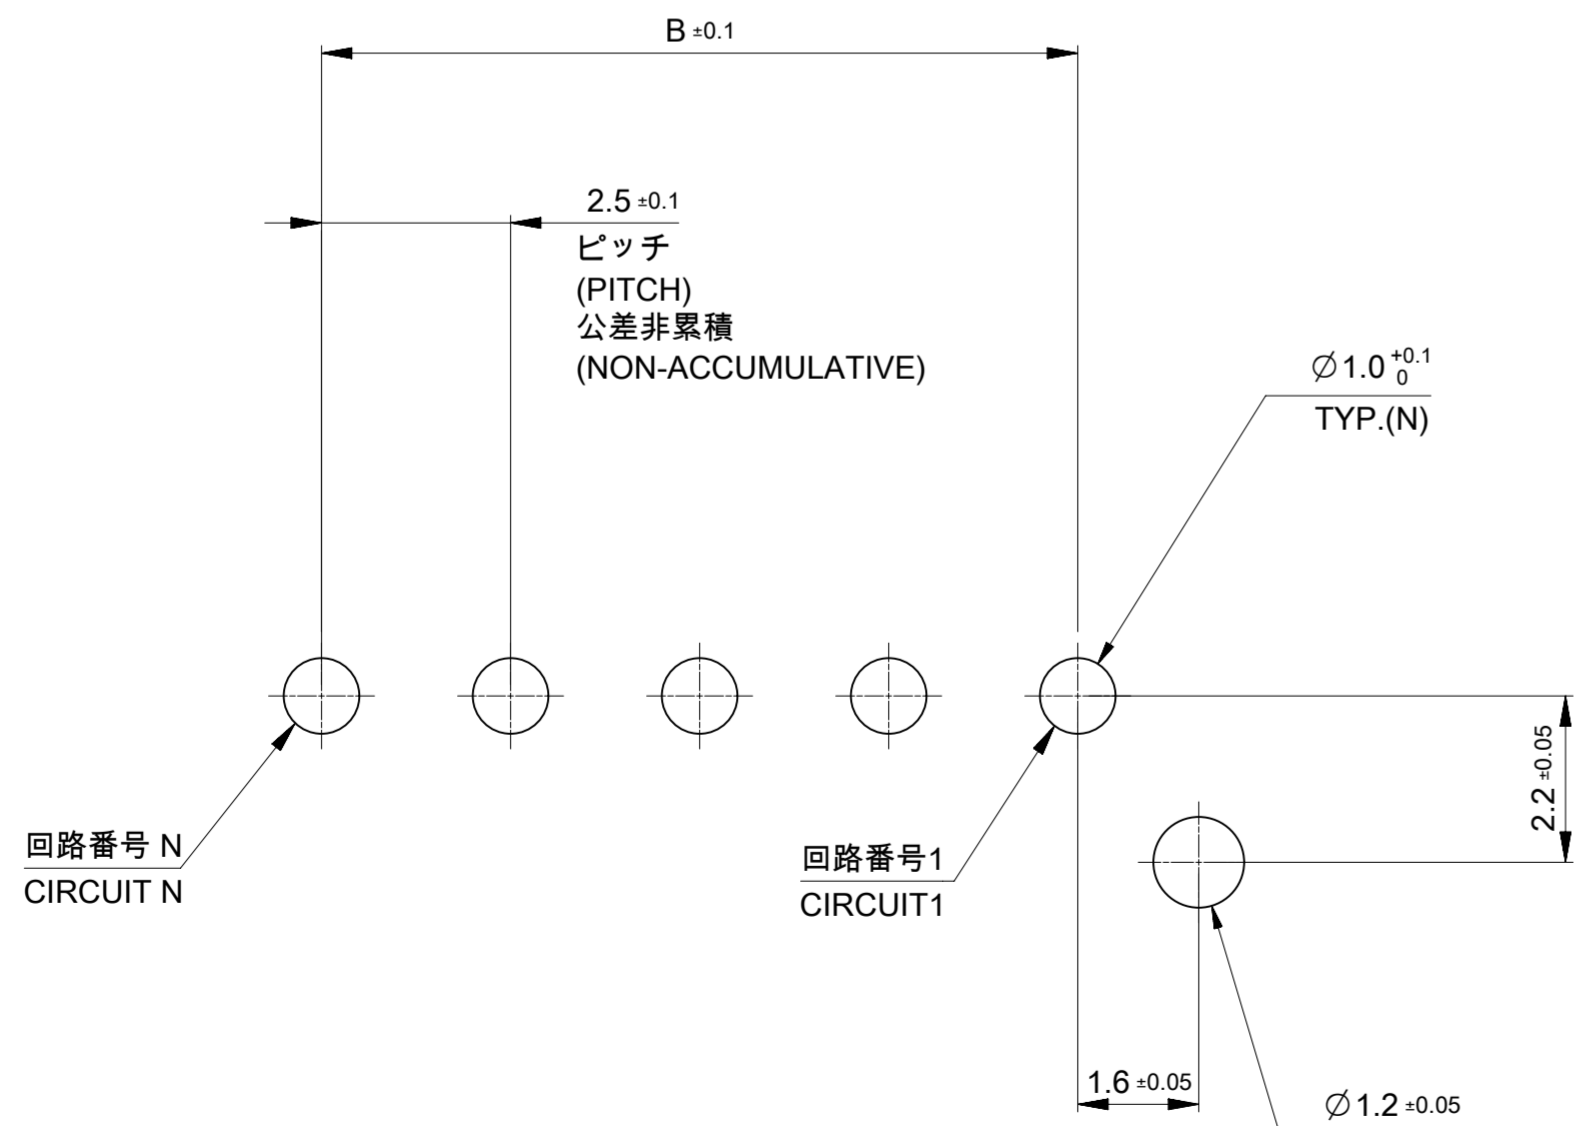 B ±0.1
2.5 ±0.1
ピッチ
(PITCH)
公差非累積
(NON-ACCUMULATIVE)
∅1.0 +0.1 0
TYP.(N)
2.2 ±0.05
回路番号 N
CIRCUIT N
回路番号1
CIRCUIT1
1.6 ±0.05
∅1.2 ±0.05